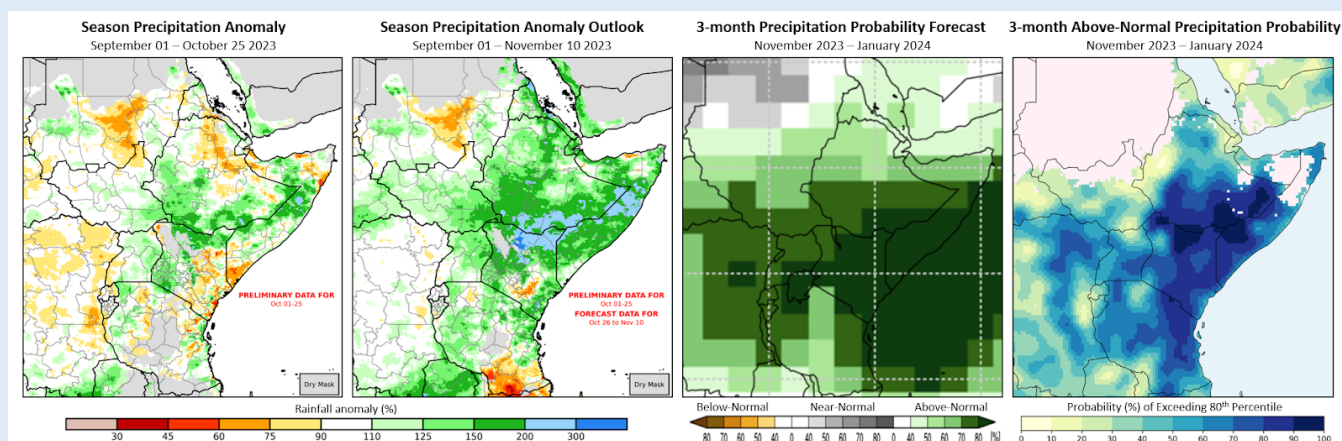 Season Precipitation Anomaly
September 01 – October 25 2023
Season Precipitation Anomaly Outlook
September 01 – November 10 2023
3-month Precipitation Probability Forecast
November 2023 – January 2024
3-month Above-Normal Precipitation Probability
November 2023 – January 2024
PRELIMINARY DATA FOR
Oct 01-25
PRELIMINARY DATA FOR
Oct 01-25
FORECAST DATA FOR
Oct 26 to Nov 10
Dry Mask
Dry Mask
Rainfall anomaly (%)
30 45 60 75 90 110 125 150 200 300
Below-Normal Near-Normal Above-Normal
80 70 60 50 40 0 40 40 0 40 50 60 70 80 [%]
Probability (%) of Exceeding 80th Percentile
0 10 20 30 40 50 60 70 80 90 100